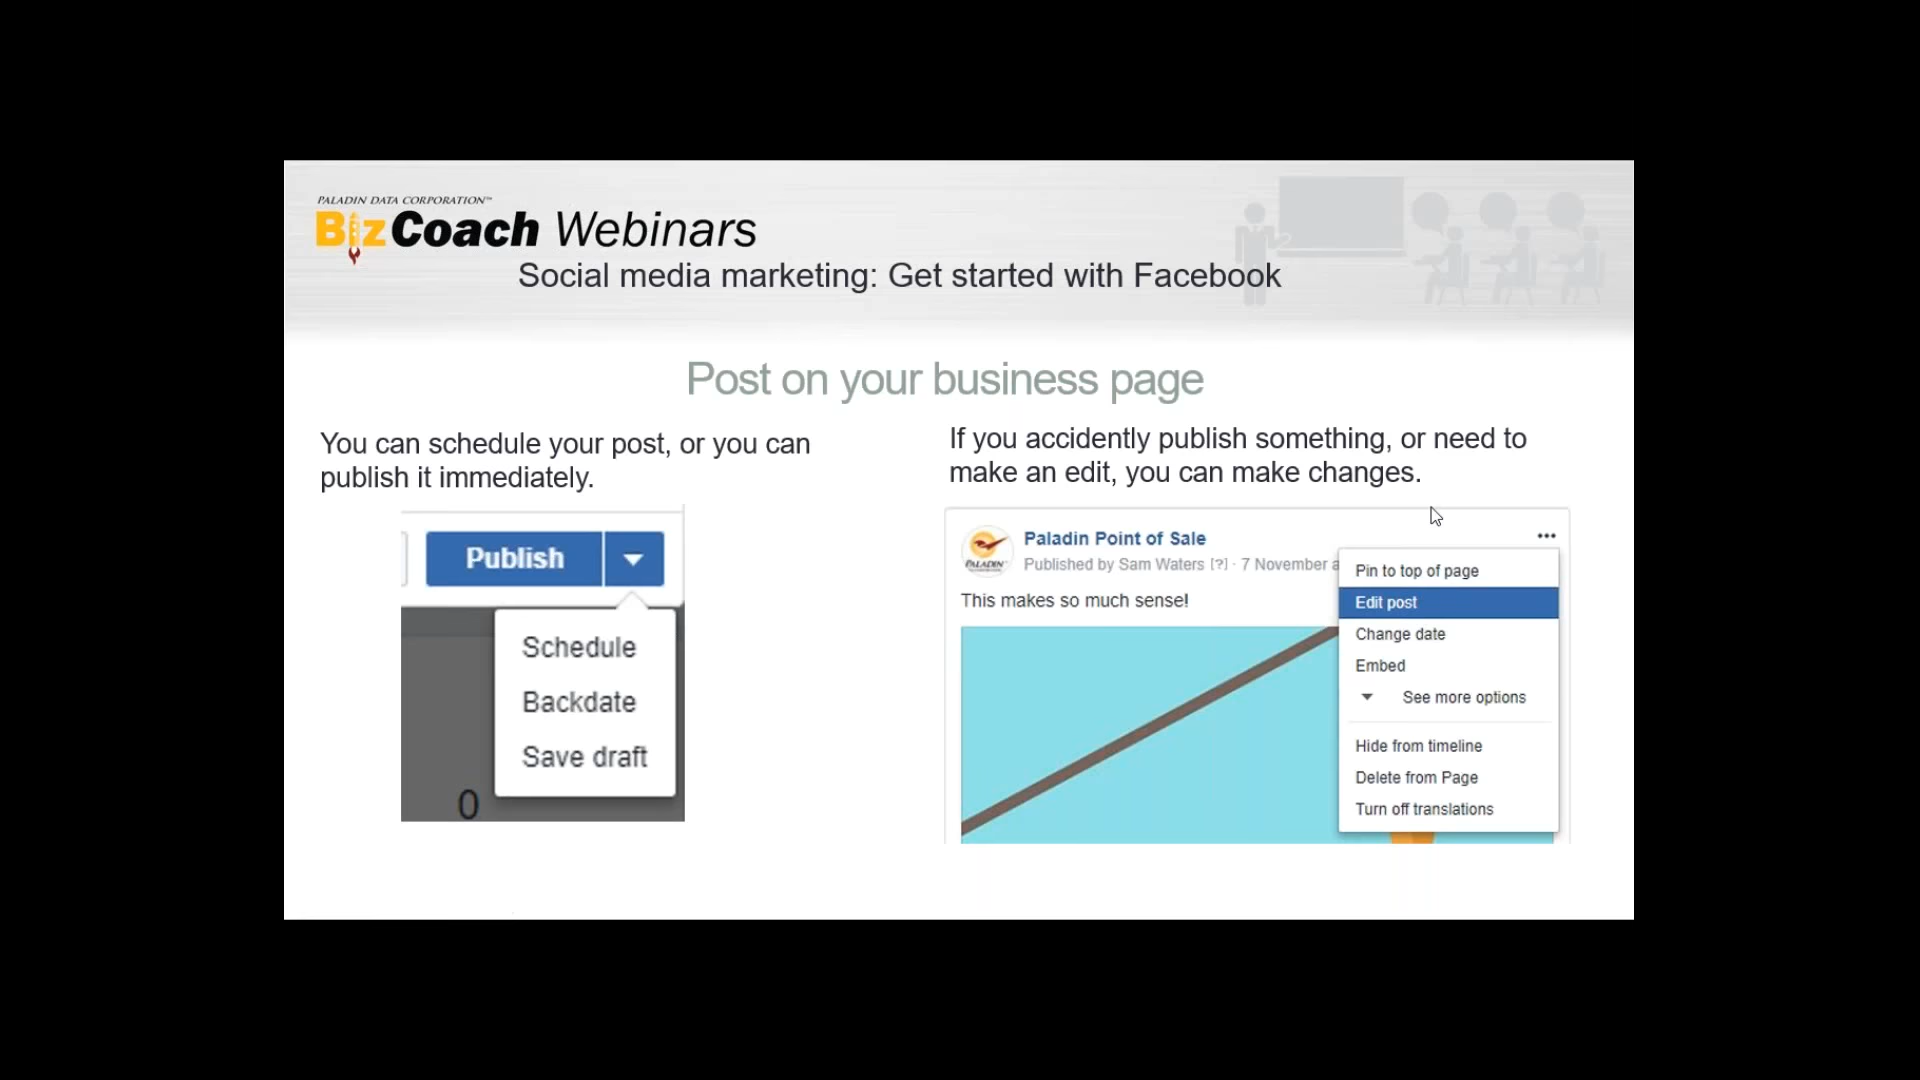 PALADIN DATA CORPORATION™
BizCoach Webinars
Social media marketing: Get started with Facebook
Post on your business page
You can schedule your post, or you can
publish it immediately.
Publish
Schedule
Backdate
Save draft
0
If you accidently publish something, or need to
make an edit, you can make changes.
Paladin Point of Sale
PALADIN
Published by Sam Waters [?] · 7 November a
This makes so much sense!
Pin to top of page
Edit post
Change date
Embed
See more options
Hide from timeline
Delete from Page
Turn off translations